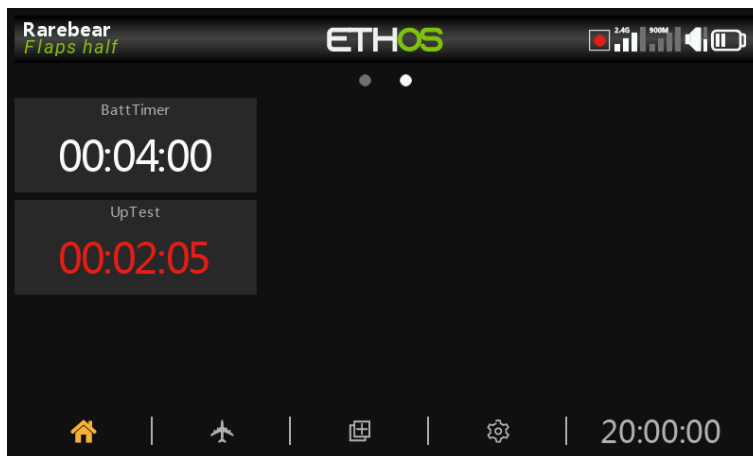 Rarebear
Flaps half
ETHOS
2.4G
900M
BattTimer
00:04:00
UpTest
00:02:05
20:00:00